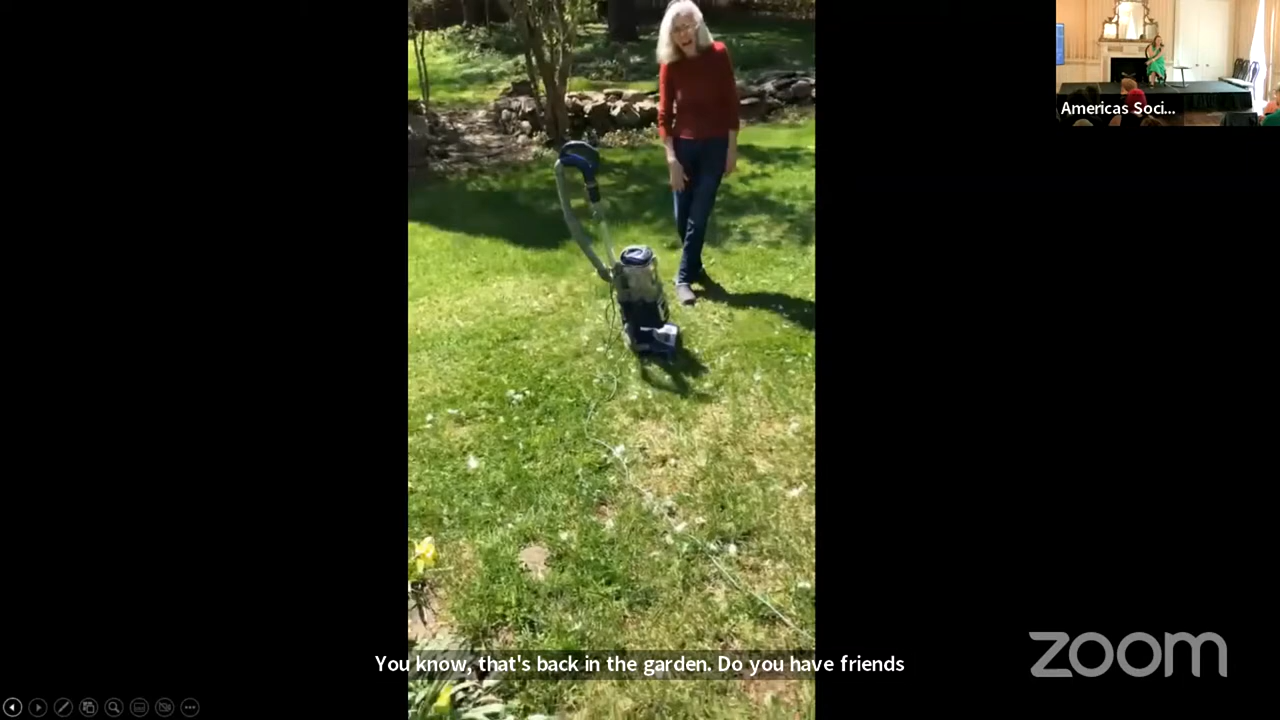 Americas Soci...
You know, that's back in the garden. Do you have friends
zoom